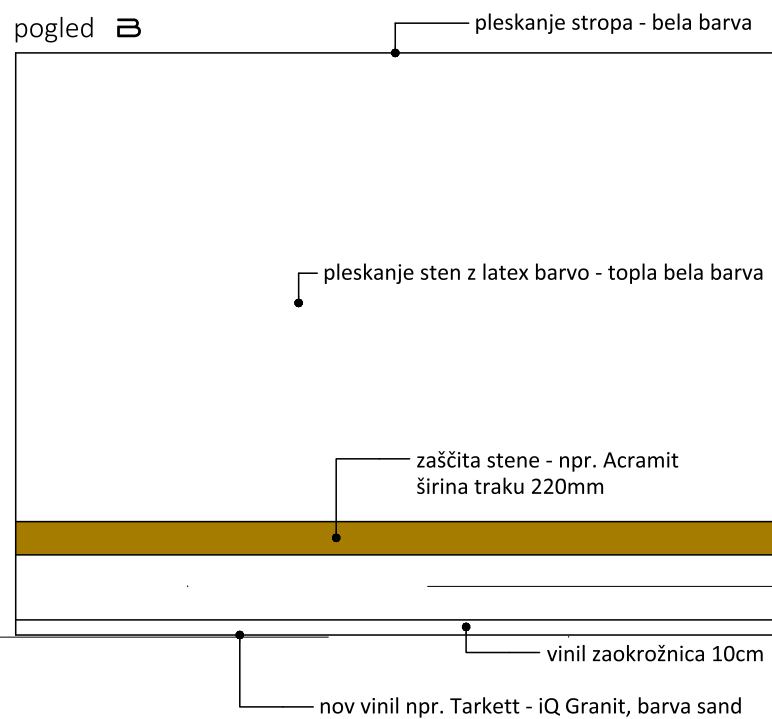 pogled B
pleskanje stropa - bela barva
pleskanje sten z latex barvo - topla bela barva
zaščita stene - npr. Acramit
širina traku 220mm
vinil zaokrožnica 10cm
nov vinil npr. Tarkett - iQ Granit, barva sand